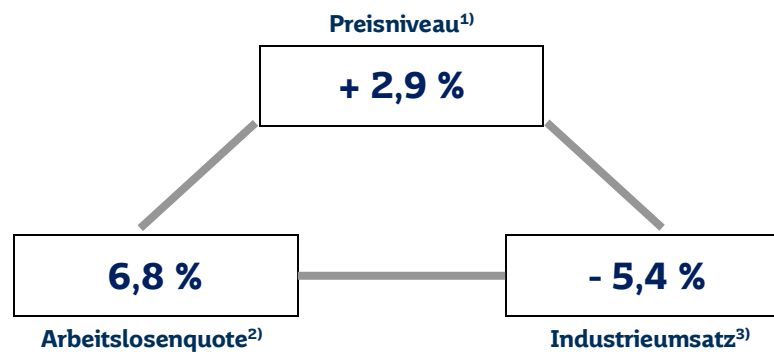 Preisniveau¹⁾
+ 2,9 %
6,8 %
- 5,4 %
Arbeitslosenquote²⁾
Industrieumsatz³⁾